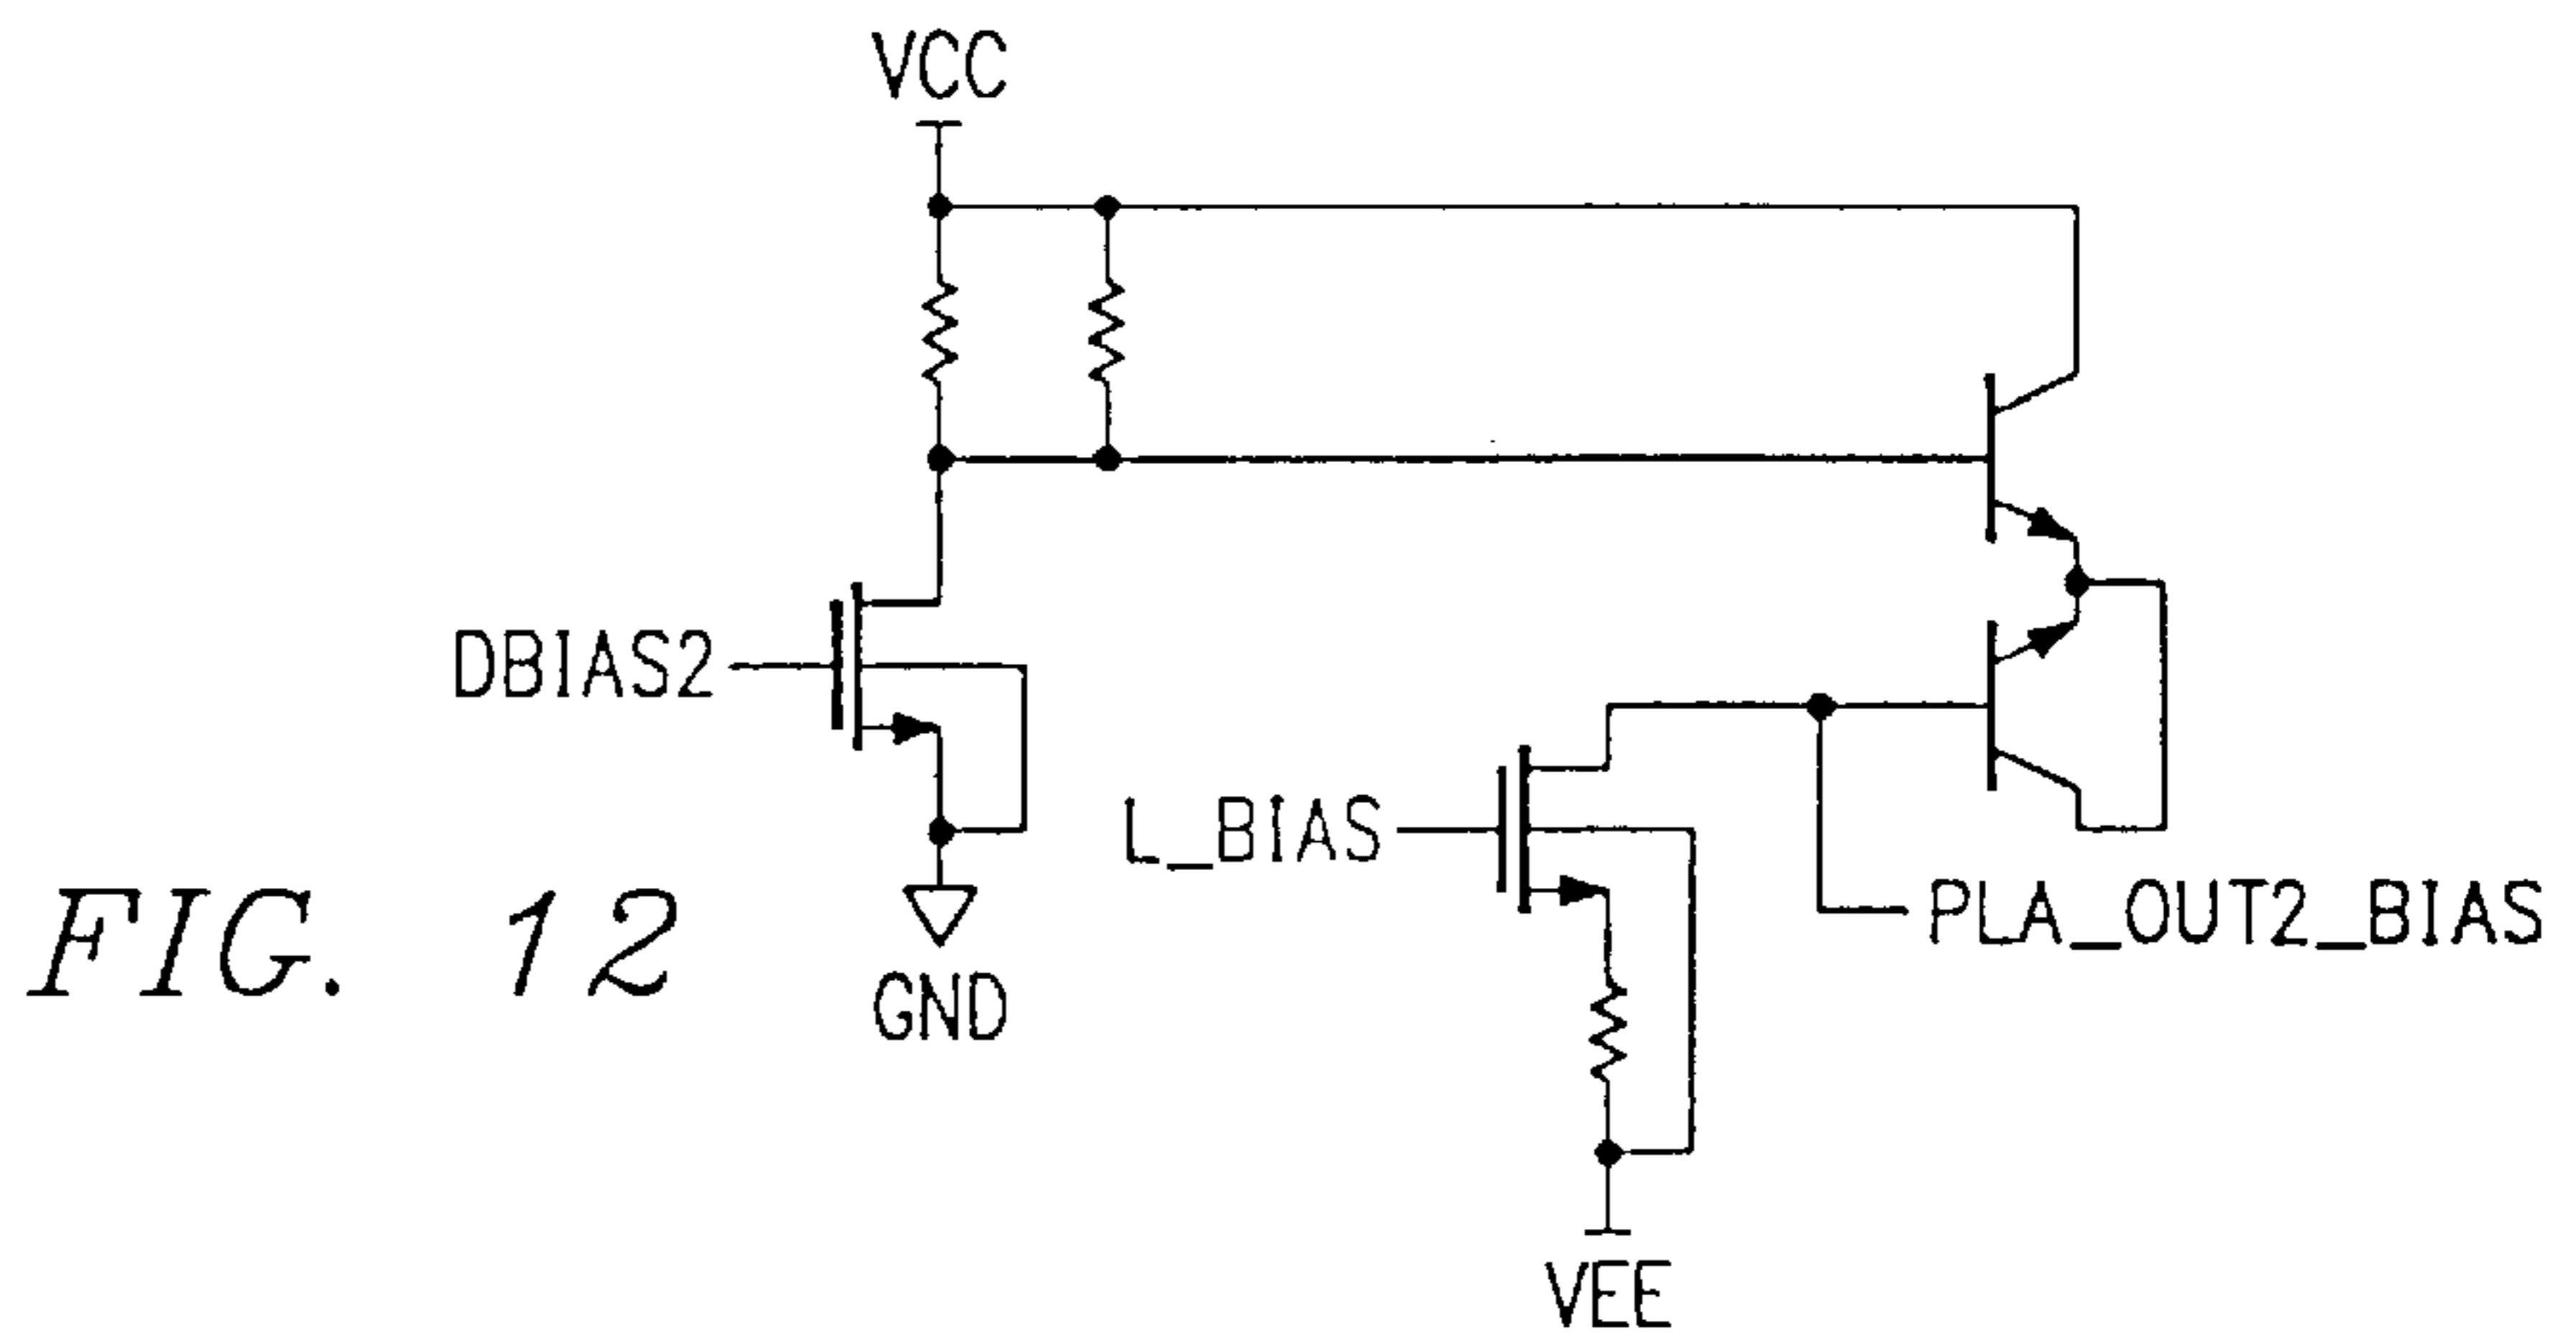 VCC
DBIAS2
L_BIAS
PLA_OUT2_BIAS
GND
FIG. 12
VEE